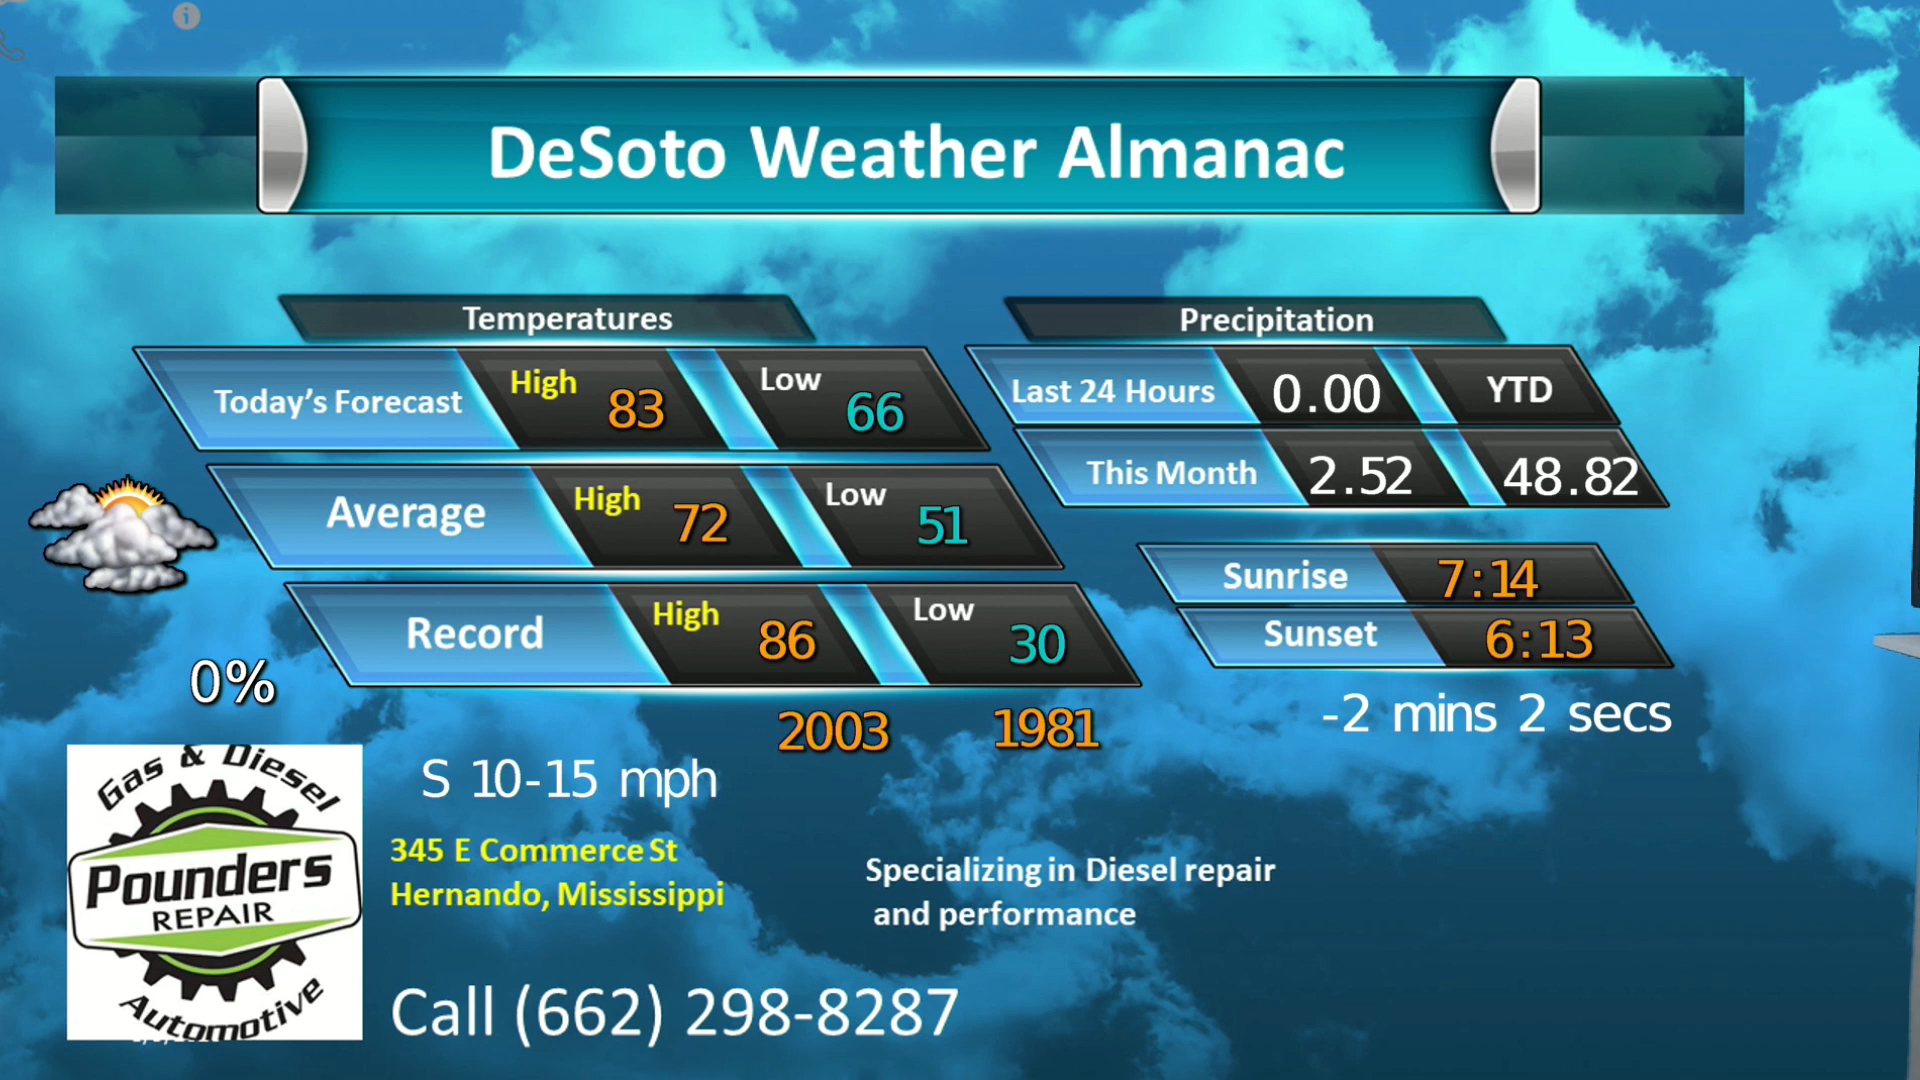 DeSoto Weather Almanac
Temperatures
Today's Forecast High 83 Low 66
Average High 72 Low 51
Record High 86 Low 30
2003 1981
Precipitation
Last 24 Hours 0.00 YTD
This Month 2.52 48.82
Sunrise 7:14
Sunset 6:13
-2 mins 2 secs
0%
S 10-15 mph
Gas & Diesel
Pounders
REPAIR
Automotive
345 E Commerce St
Hernando, Mississippi
Specializing in Diesel repair
and performance
Call (662) 298-8287